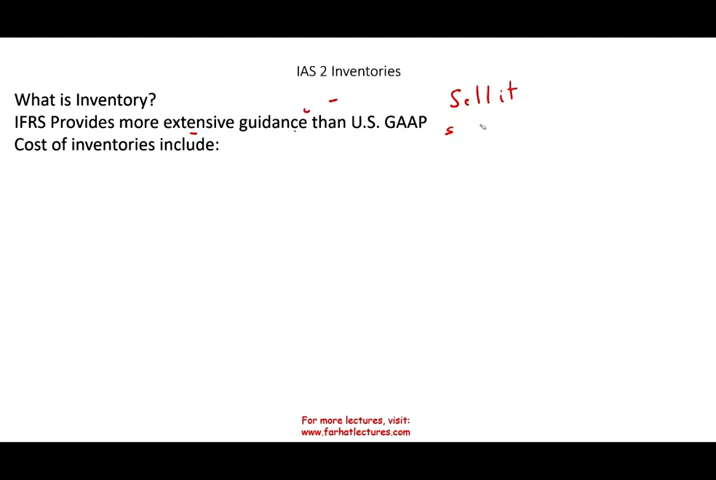 IAS 2 Inventories
What is Inventory?
Sell it
IFRS Provides more extensive guidance than U.S. GAAP
s
Cost of inventories include:
For more lectures, visit:
www.farhatlectures.com